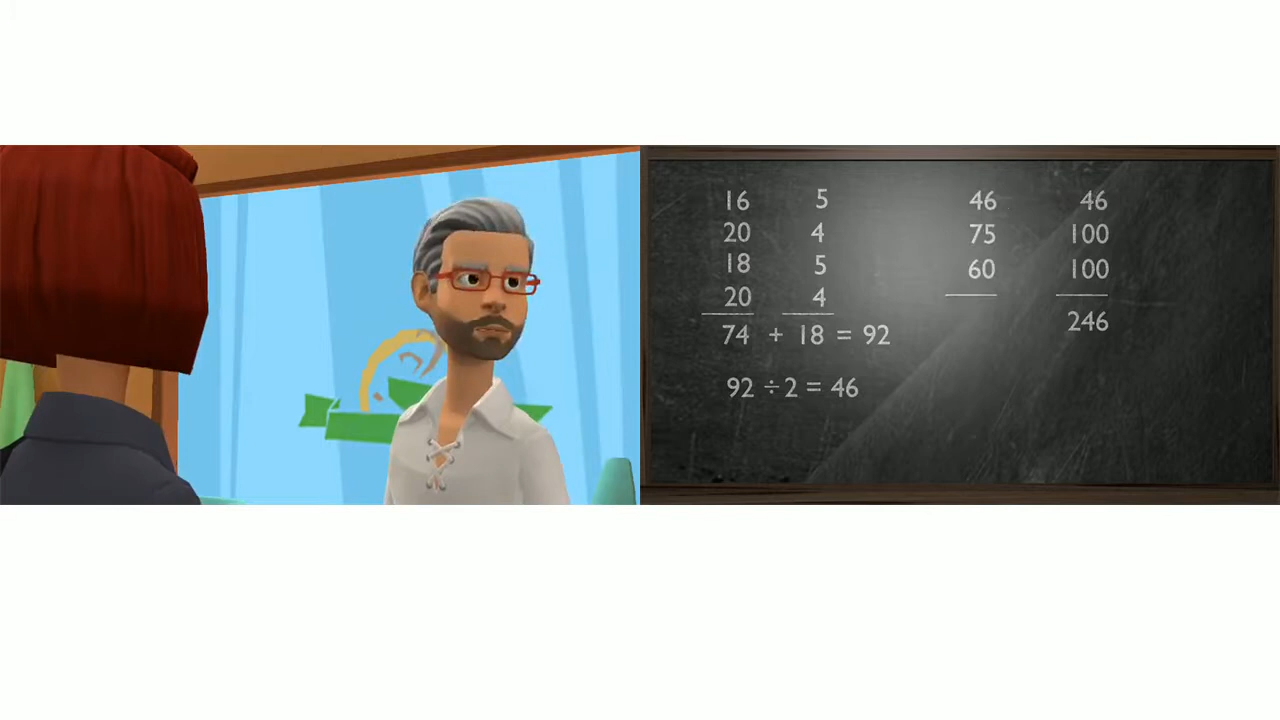 16 5 46 46
20 4 75 100
18 5 60 100
20 4
74 + 18 = 92 246
92 ÷ 2 = 46